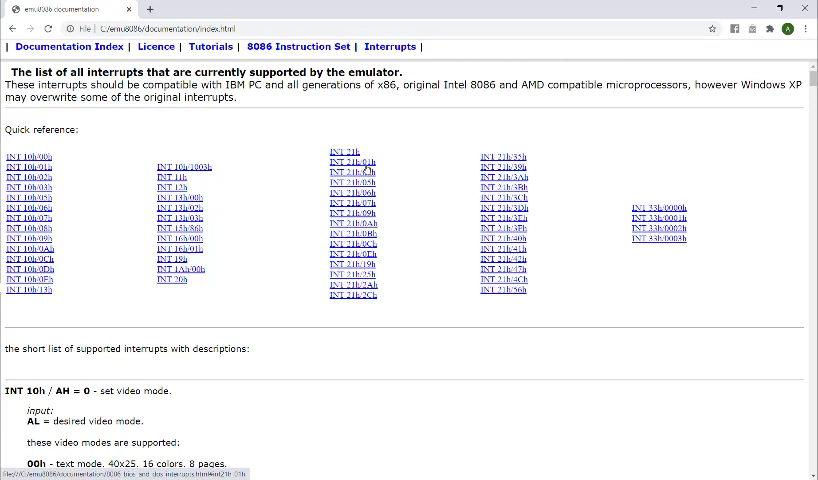 emu8086 documentation
File | C:/emu8086/documentation/index.html
A
| Documentation Index | Licence | Tutorials | 8086 Instruction Set | Interrupts |
The list of all interrupts that are currently supported by the emulator.
These interrupts should be compatible with IBM PC and all generations of x86, original Intel 8086 and AMD compatible microprocessors, however Windows XP
may overwrite some of the original interrupts.
Quick reference:
INT 10h/00h
INT 10h/01h
INT 10h/02h
INT 10h/03h
INT 10h/05h
INT 10h/06h
INT 10h/07h
INT 10h/08h
INT 10h/09h
INT 10h/0Ah
INT 10h/0Ch
INT 10h/0Dh
INT 10h/0Eh
INT 10h/13h
INT 10h/1003h
INT 11h
INT 12h
INT 13h/00h
INT 13h/02h
INT 13h/03h
INT 15h/86h
INT 16h/00h
INT 16h/01h
INT 19h
INT 1Ah/00h
INT 20h
INT 21h
INT 21h/01h
INT 21h/02h
INT 21h/05h
INT 21h/06h
INT 21h/07h
INT 21h/09h
INT 21h/0Ah
INT 21h/0Bh
INT 21h/0Ch
INT 21h/0Eh
INT 21h/19h
INT 21h/25h
INT 21h/2Ah
INT 21h/2Ch
INT 21h/35h
INT 21h/39h
INT 21h/3Ah
INT 21h/3Bh
INT 21h/3Ch
INT 21h/3Dh
INT 21h/3Eh
INT 21h/3Fh
INT 21h/40h
INT 21h/41h
INT 21h/42h
INT 21h/47h
INT 21h/4Ch
INT 21h/56h
INT 33h/0000h
INT 33h/0001h
INT 33h/0002h
INT 33h/0003h
the short list of supported interrupts with descriptions:
INT 10h / AH = 0 - set video mode.
input:
AL = desired video mode.
these video modes are supported:
00h - text mode. 40x25. 16 colors. 8 pages.
file:///C:/emu8086/documentation/8086_bios_and_dos_interrupts.html#int21h_01h